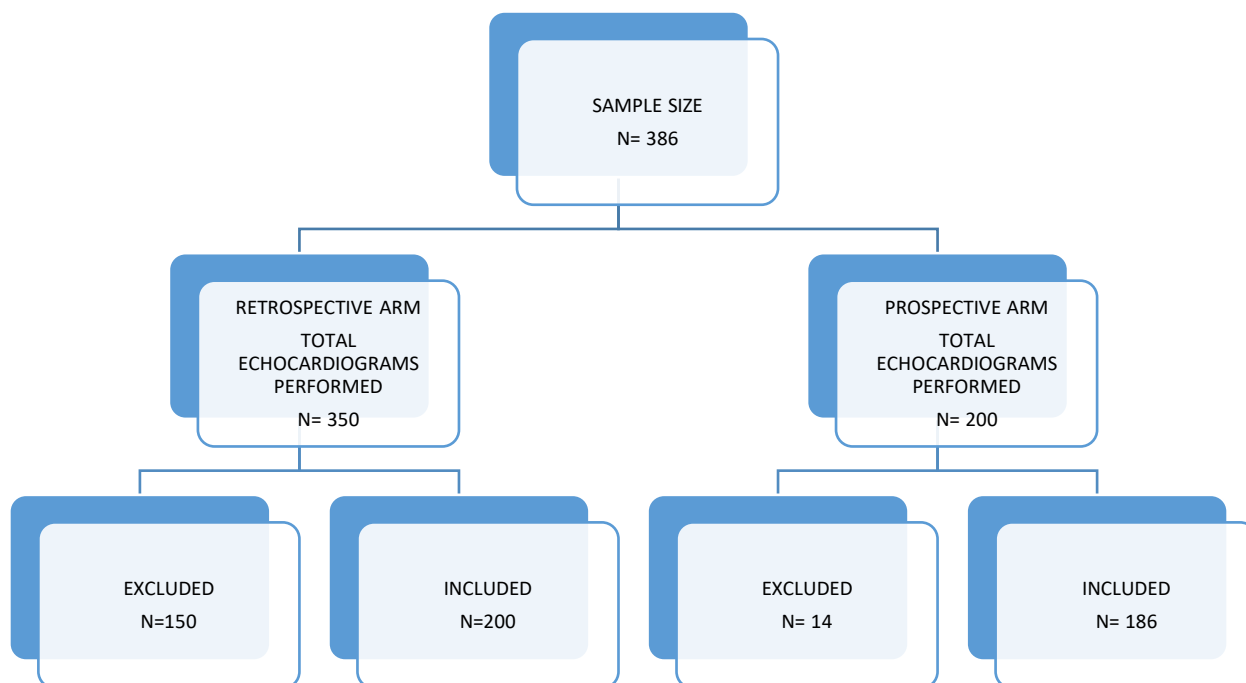 SAMPLE SIZE
N= 386
RETROSPECTIVE ARM
TOTAL
ECHOCARDIOGRAMS
PERFORMED
N= 350
PROSPECTIVE ARM
TOTAL
ECHOCARDIOGRAMS
PERFORMED
N= 200
EXCLUDED
N=150
INCLUDED
N=200
EXCLUDED
N= 14
INCLUDED
N= 186